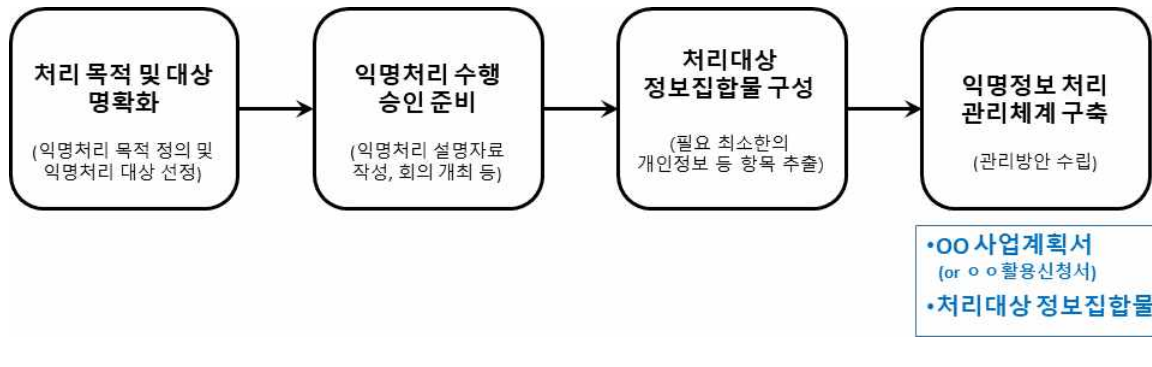 처리 목적 및 대상
명확화
(익명처리 목적 정의 및
익명처리 대상 선정)
익명처리 수행
승인 준비
(익명처리 설명자료
작성, 회의 개최 등)
처리대상
정보집합물 구성
(필요 최소한의
개인정보 등 항목 추출)
익명정보 처리
관리체계 구축
(관리방안 수립)
•OO 사업계획서
(or ㅇㅇ활용신청서)
•처리대상 정보집합물